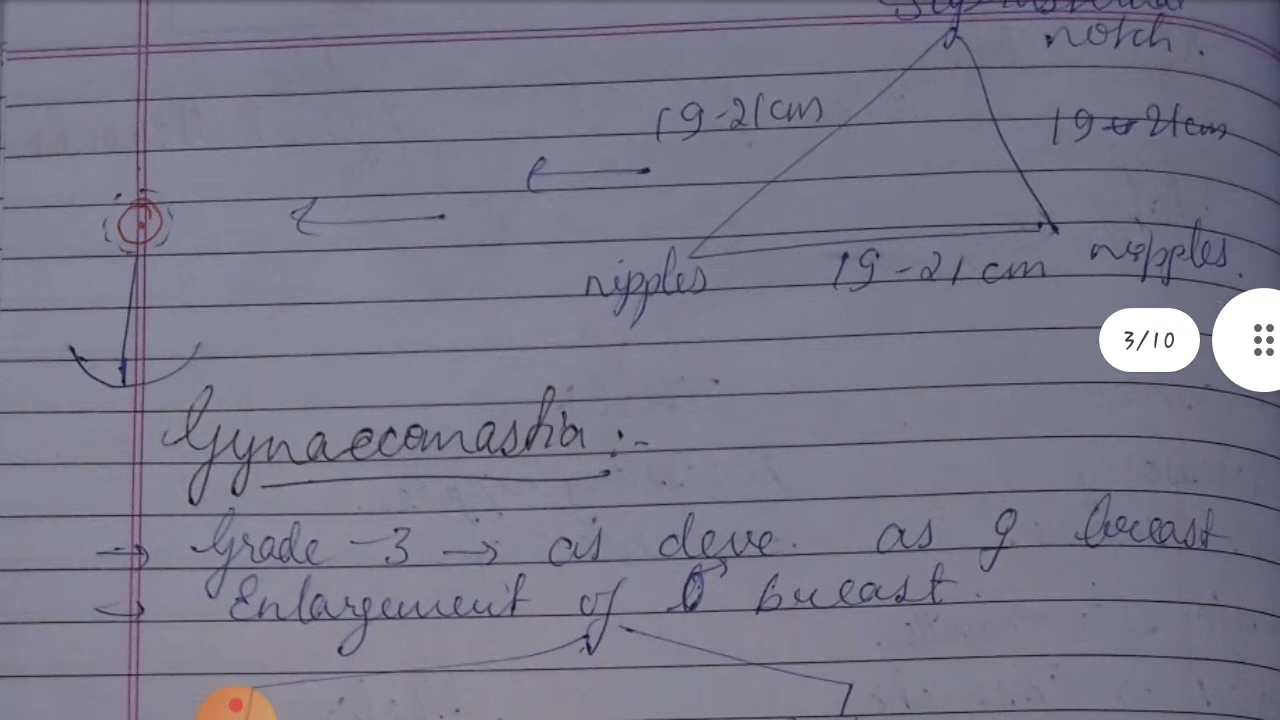 notch.
19-21cm
19-21cm
nipples
19-21 cm
nipples.
3/10
Gynaecomastia :-
→ Grade-3 → as deve. as ♀ breast
→ Enlargement of ♂ breast.